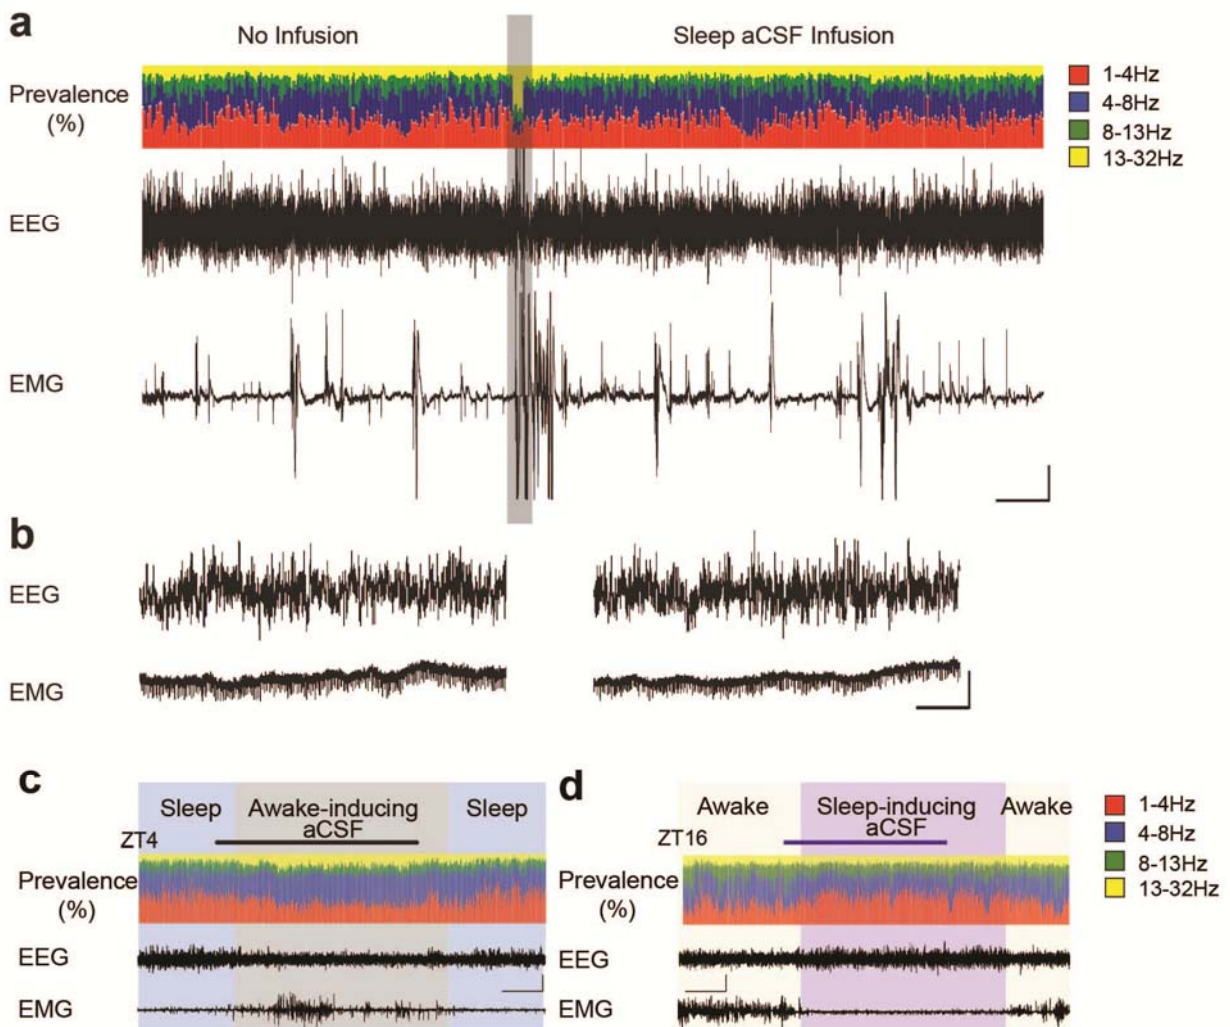 a
No Infusion
Sleep aCSF Infusion
Prevalence
(%)
1-4Hz
4-8Hz
8-13Hz
13-32Hz
EEG
EMG
b
EEG
EMG
c
Sleep
Awake-inducing
aCSF
Sleep
ZT4
Prevalence
(%)
EEG
EMG
d
Awake
Sleep-inducing
aCSF
Awake
ZT16
Prevalence
(%)
1-4Hz
4-8Hz
8-13Hz
13-32Hz
EEG
EMG